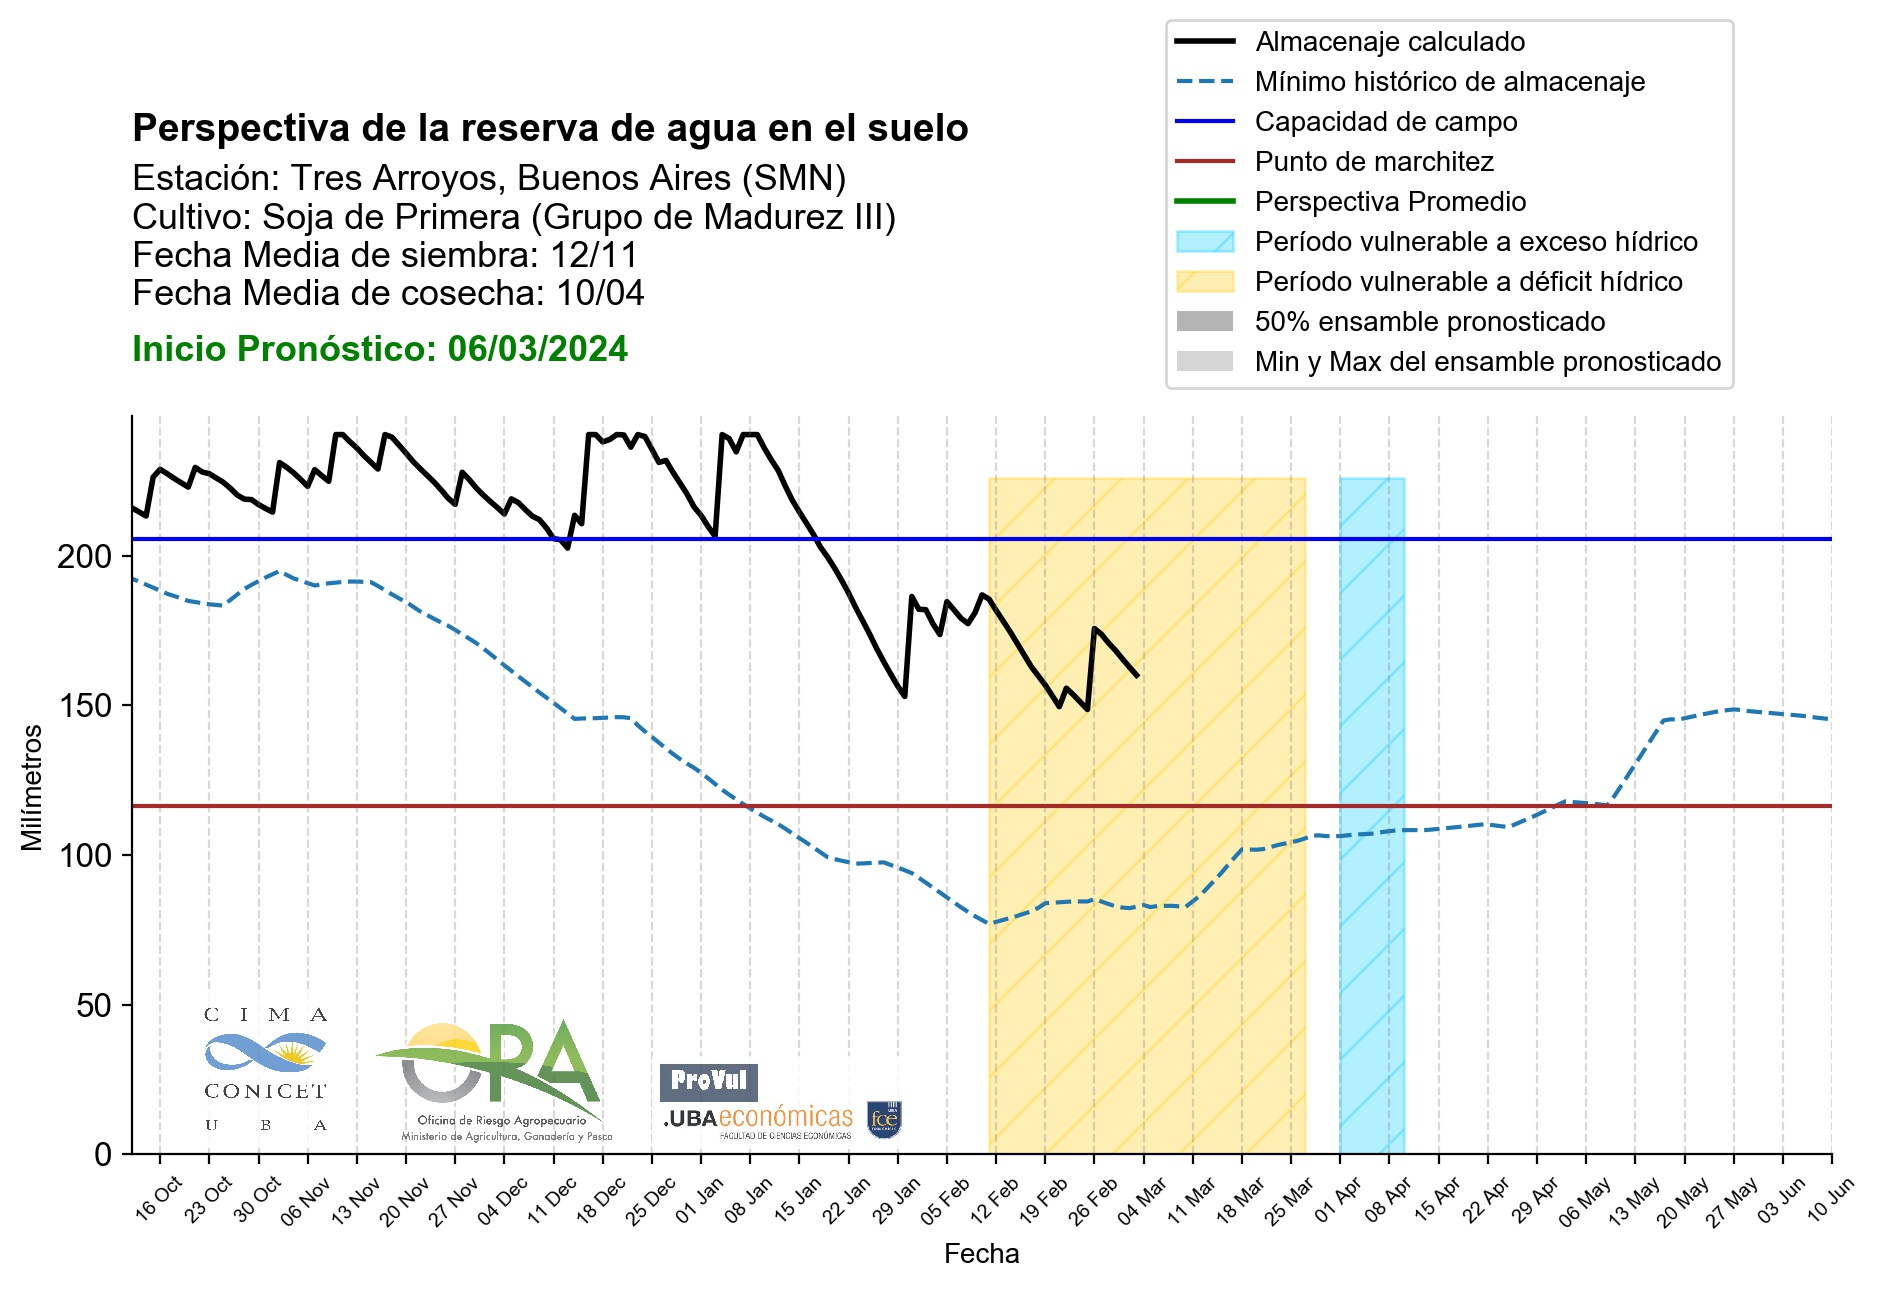 Almacenaje calculado
Mínimo histórico de almacenaje
Capacidad de campo
Punto de marchitez
Perspectiva Promedio
Período vulnerable a exceso hídrico
Período vulnerable a déficit hídrico
50% ensamble pronosticado
Min y Max del ensamble pronosticado
Perspectiva de la reserva de agua en el suelo
Estación: Tres Arroyos, Buenos Aires (SMN)
Cultivo: Soja de Primera (Grupo de Madurez III)
Fecha Media de siembra: 12/11
Fecha Media de cosecha: 10/04
Inicio Pronóstico: 06/03/2024
Milímetros
200
150
100
50
0
CIMA
CONICET
UBA
OPA
Oficina de Riesgo Agropecuario
Ministerio de Agricultura, Ganadería y Pesca
ProVul
.UBAeconómicas
FACULTAD DE CIENCIAS ECONÓMICAS
fce
16 Oct 23 Oct 30 Oct 06 Nov 13 Nov 20 Nov 27 Nov 04 Dec 11 Dec 18 Dec 25 Dec 01 Jan 08 Jan 15 Jan 22 Jan 29 Jan 05 Feb 12 Feb 19 Feb 26 Feb 04 Mar 11 Mar 18 Mar 25 Mar 01 Apr 08 Apr 15 Apr 22 Apr 29 Apr 06 May 13 May 20 May 27 May 03 Jun 10 Jun
Fecha